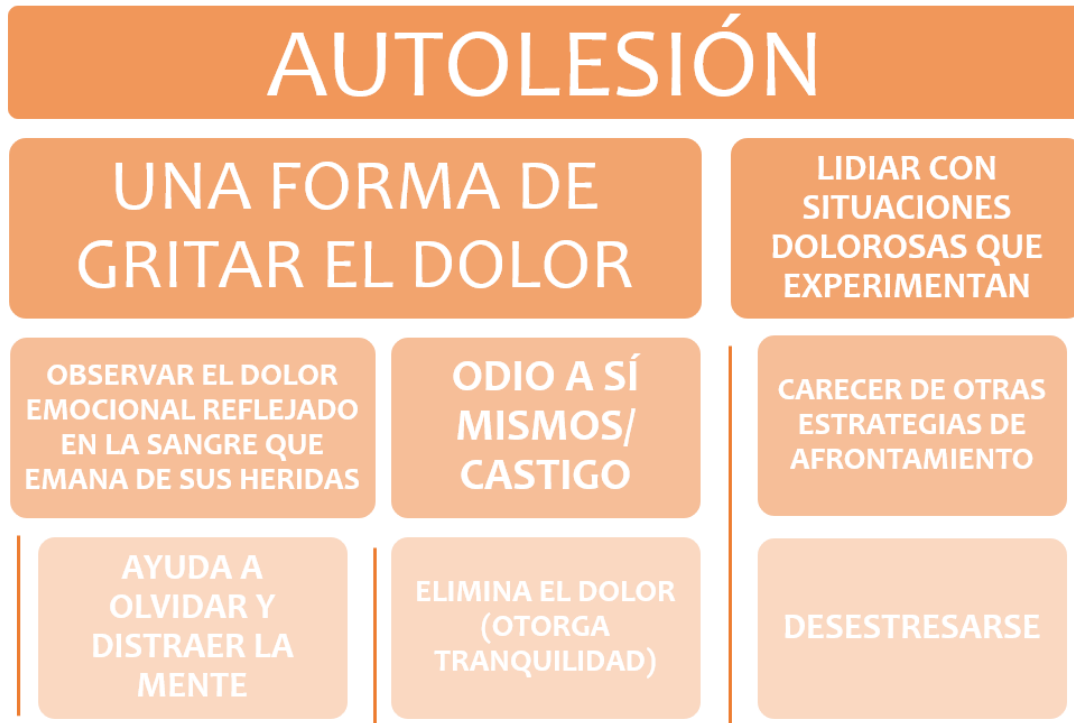 AUTOLESIÓN
UNA FORMA DE
GRITAR EL DOLOR
LIDIAR CON
SITUACIONES
DOLOROSAS QUE
EXPERIMENTAN
OBSERVAR EL DOLOR
EMOCIONAL REFLEJADO
EN LA SANGRE QUE
EMANA DE SUS HERIDAS
ODIO A SÍ
MISMOS/
CASTIGO
CARECER DE OTRAS
ESTRATEGIAS DE
AFRONTAMIENTO
AYUDA A
OLVIDAR Y
DISTRAER LA
MENTE
ELIMINA EL DOLOR
(OTORGA
TRANQUILIDAD)
DESESTRESARSE